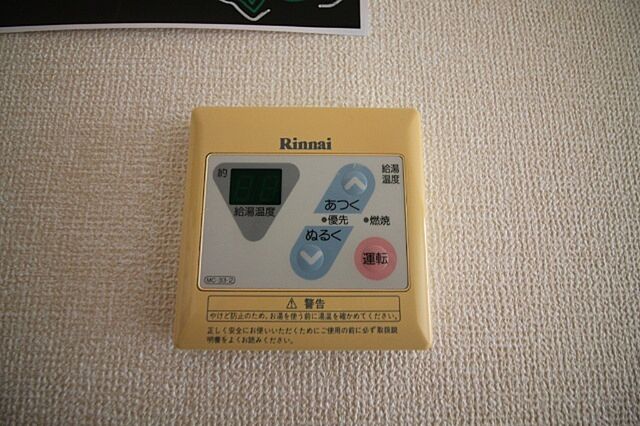 Rinnai
約
給湯温度
給湯
温度
あつく
●優先 ●燃焼
ぬるく
運転
MC-33-2
⚠ 警告
やけど防止のため、お湯を使う前に湯温を確かめてください。
正しく安全にお使いいただくためにご使用の前に必ず取扱説
明書をよくお読みください。